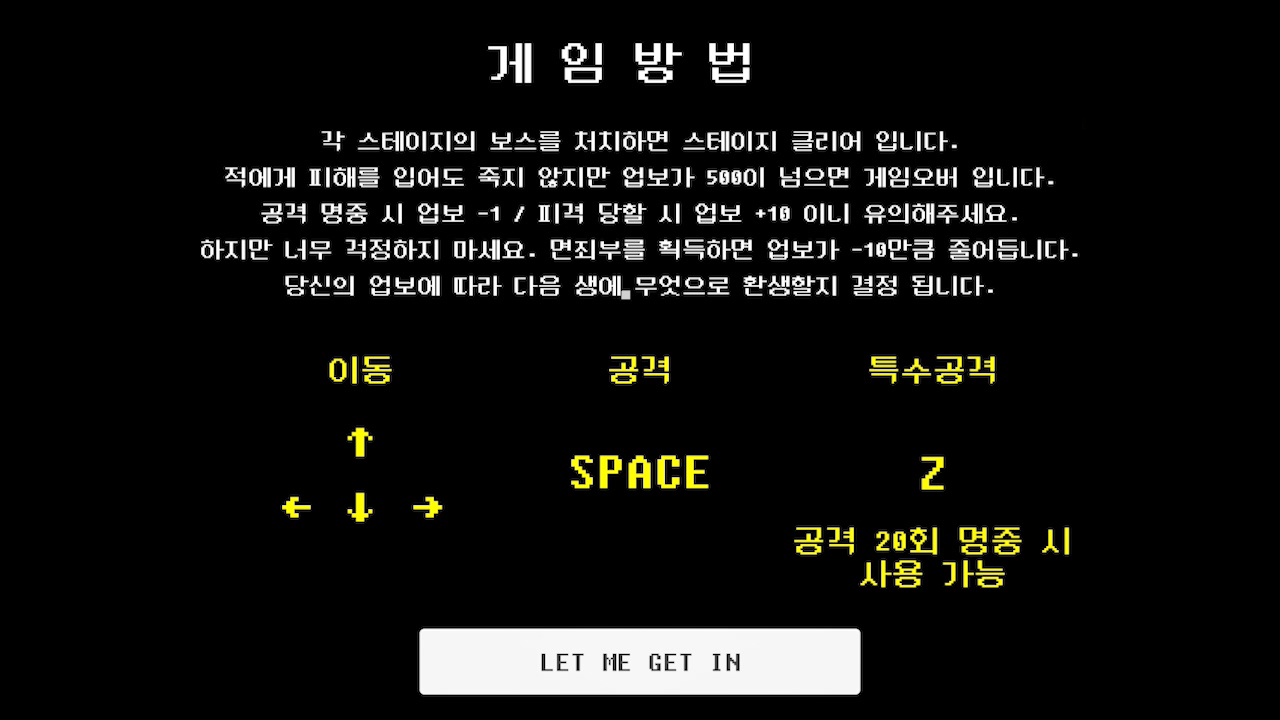 게임방법
각 스테이지의 보스를 처치하면 스테이지 클리어 입니다.
적에게 피해를 입어도 죽지 않지만 업보가 500이 넘으면 게임오버 입니다.
공격 명중 시 업보 -1 / 피격 당할 시 업보 +10 이니 유의해주세요.
하지만 너무 걱정하지 마세요. 면죄부를 획득하면 업보가 -10만큼 줄어듭니다.
당신의 업보에 따라 다음 생에 무엇으로 환생할지 결정 됩니다.
이동 공격 특수공격
↑
SPACE Z
← ↓ →
공격 20회 명중 시
사용 가능
LET ME GET IN